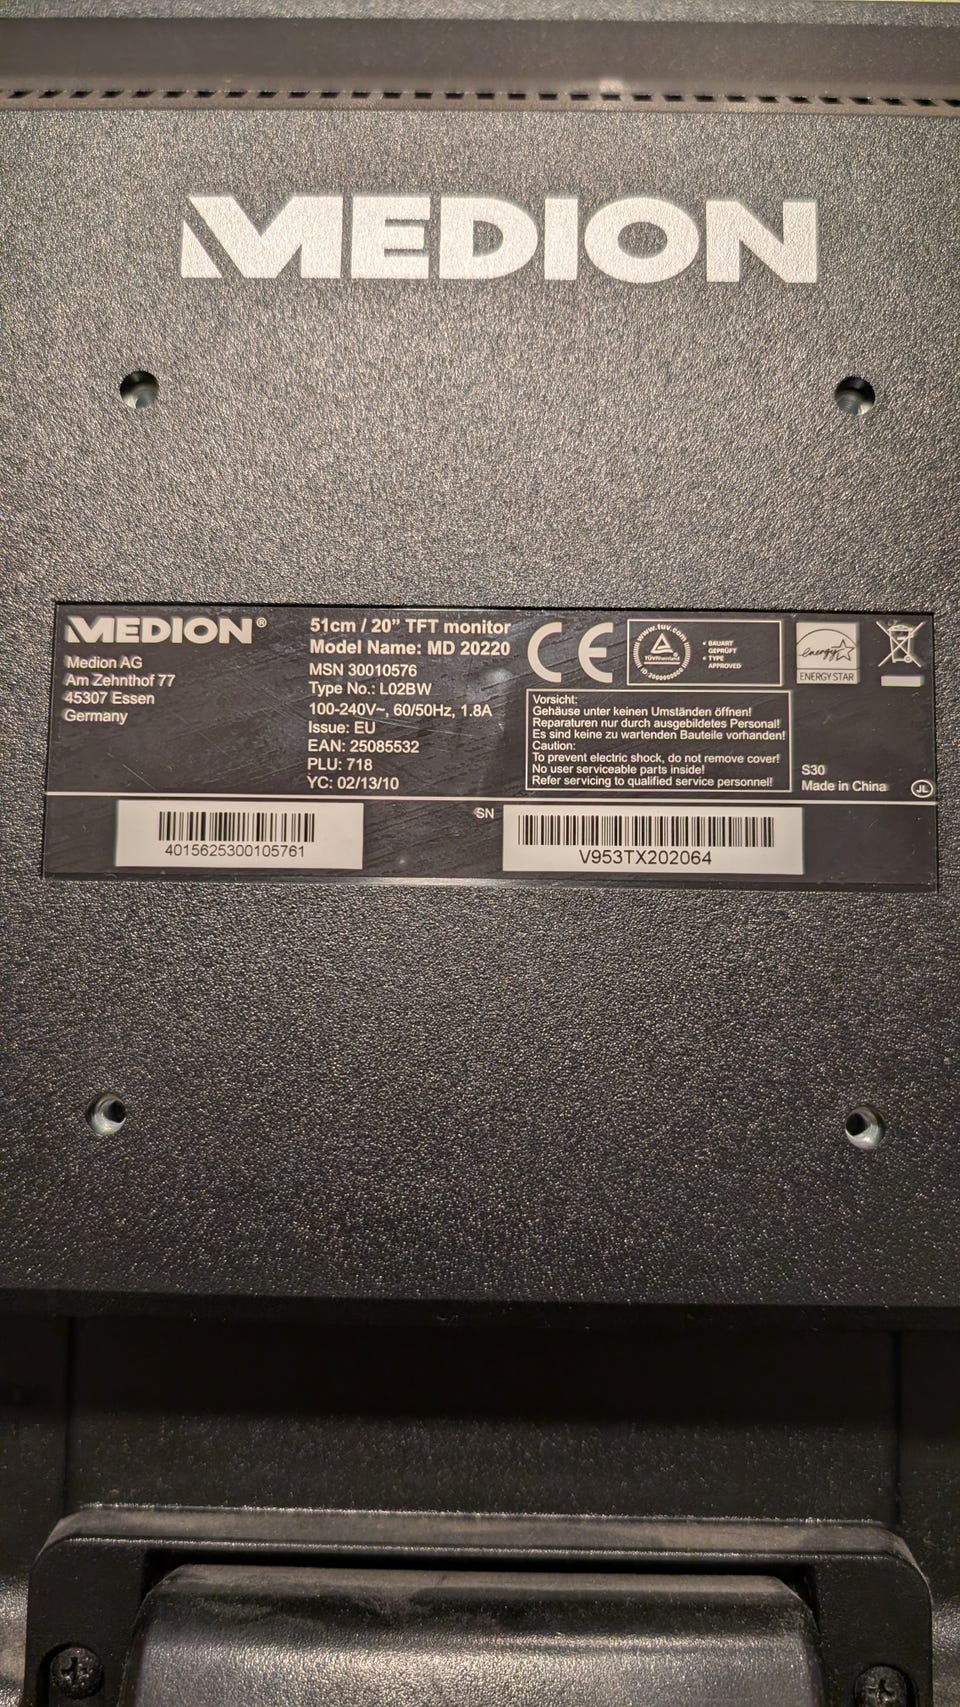 MEDION
MEDION®
Medion AG
Am Zehnthof 77
45307 Essen
Germany
51cm / 20” TFT monitor
Model Name: MD 20220
MSN 30010576
Type No.: L02BW
100-240V~, 60/50Hz, 1.8A
Issue: EU
EAN: 25085532
PLU: 718
YC: 02/13/10
CE
www.tuv.com
TÜVRheinland
BAUART
GEPRÜFT
TYPE
APPROVED
energy
ENERGY STAR
Vorsicht:
Gehäuse unter keinen Umständen öffnen!
Reparaturen nur durch ausgebildetes Personal!
Es sind keine zu wartenden Bauteile vorhanden!
Caution:
To prevent electric shock, do not remove cover!
No user serviceable parts inside!
Refer servicing to qualified service personnel!
S30
Made in China
JL
4015625300105761
SN
V953TX202064